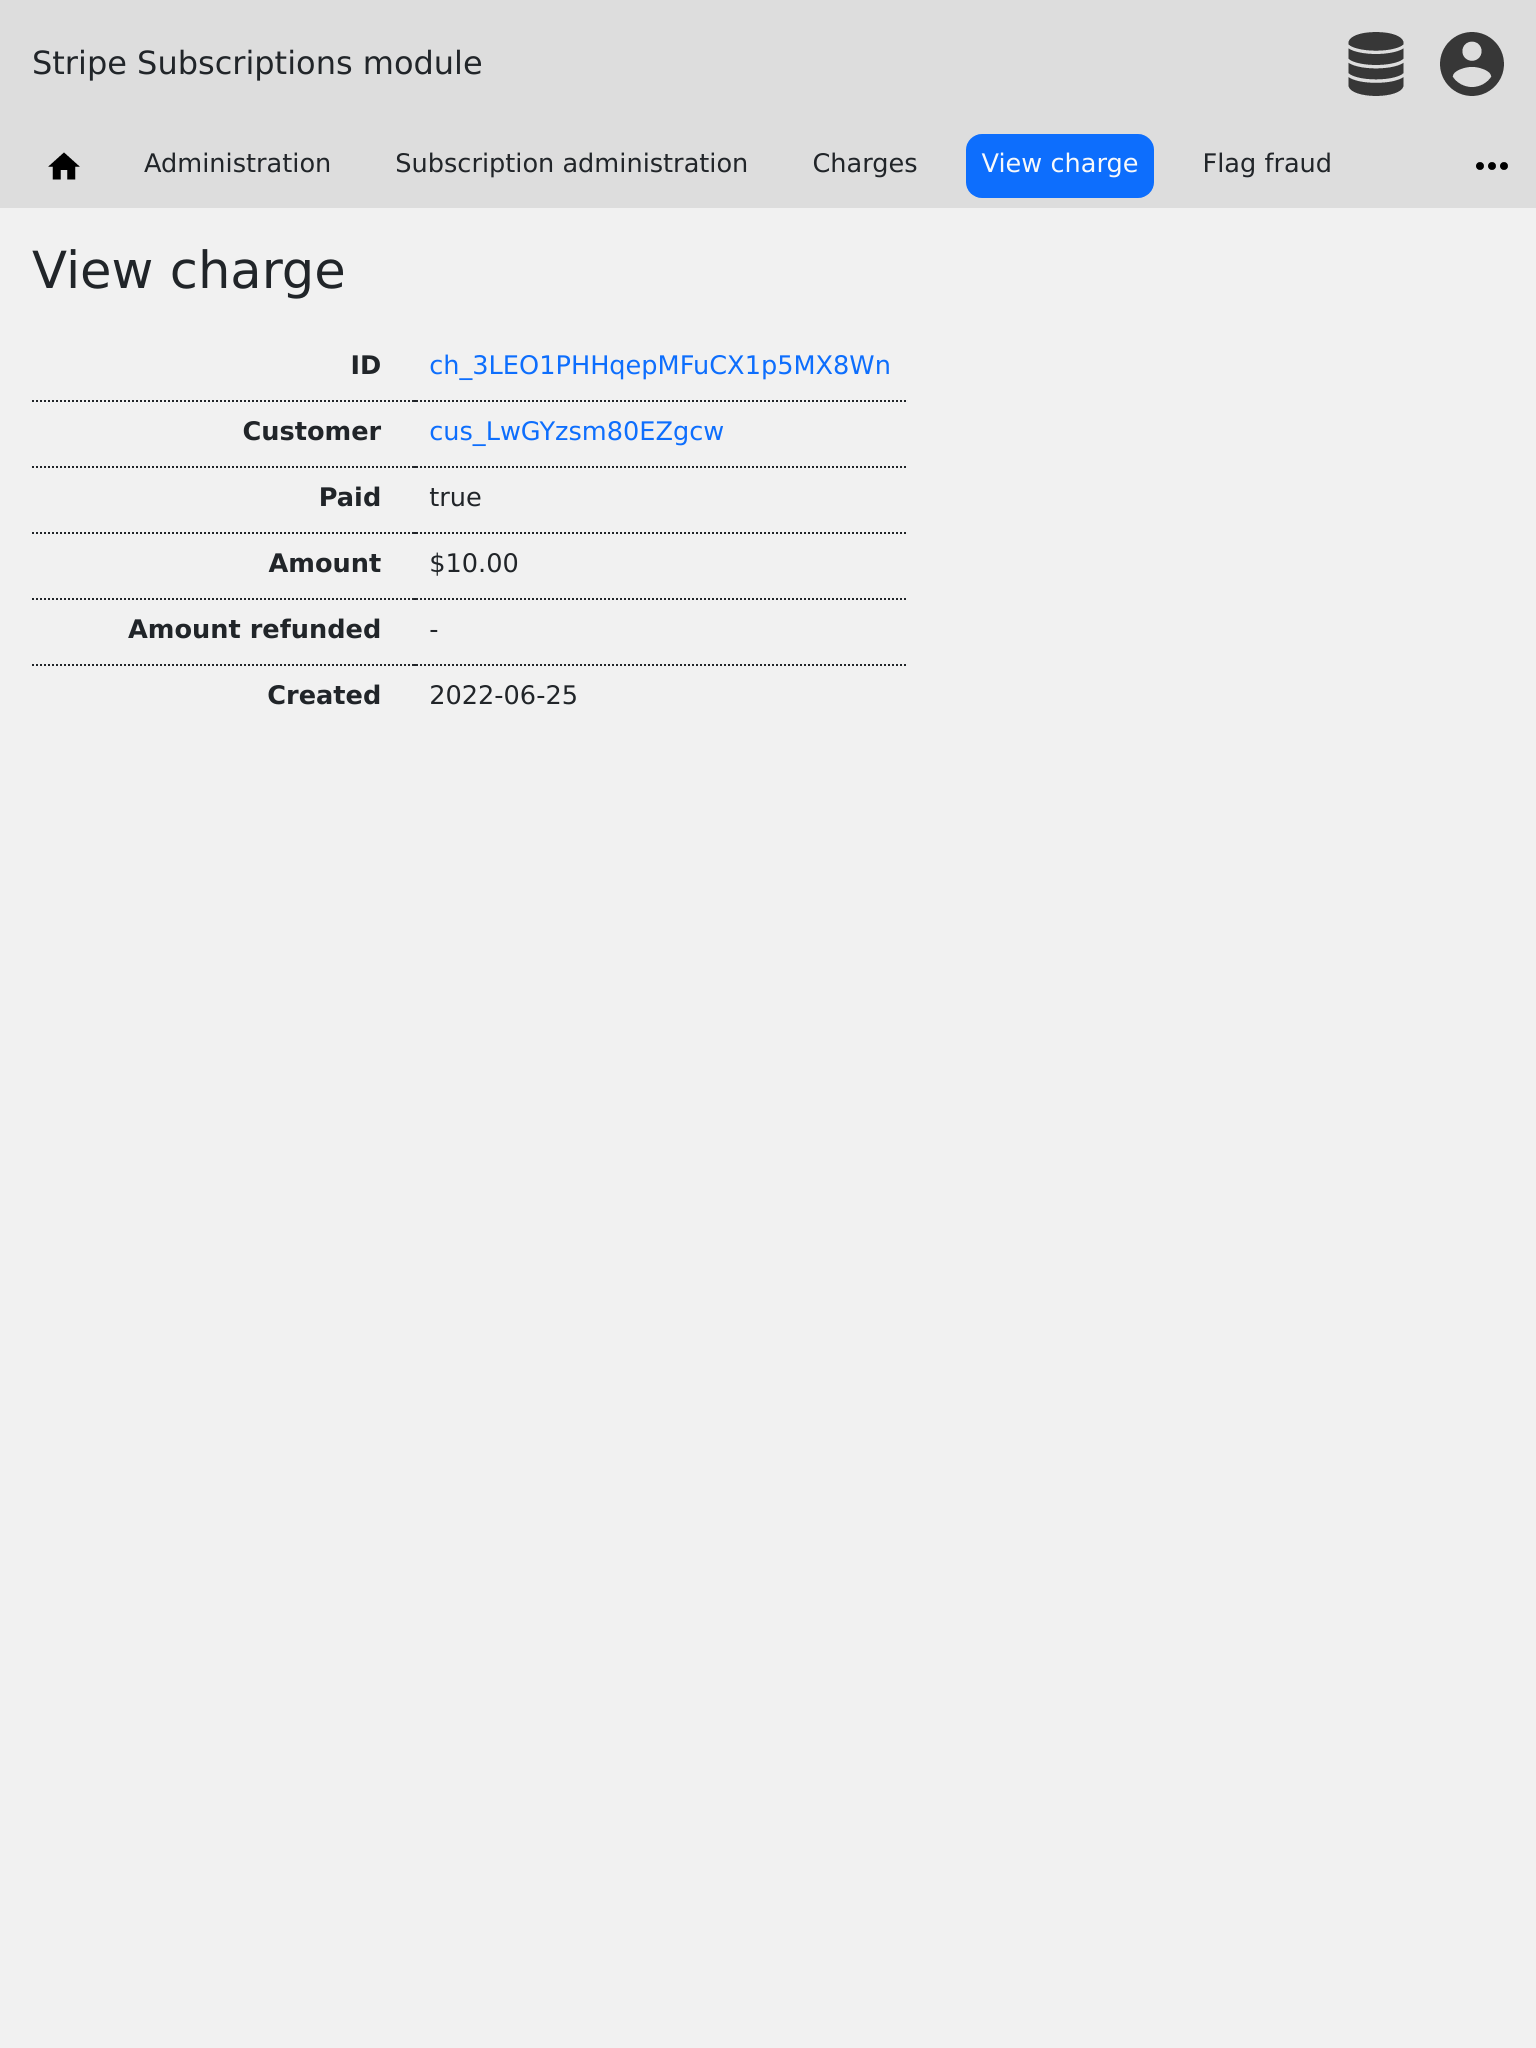 Stripe Subscriptions module
Administration Subscription administration Charges View charge Flag fraud
View charge
ID ch_3LEO1PHHqepMFuCX1p5MX8Wn
Customer cus_LwGYzsm80EZgcw
Paid true
Amount $10.00
Amount refunded -
Created 2022-06-25